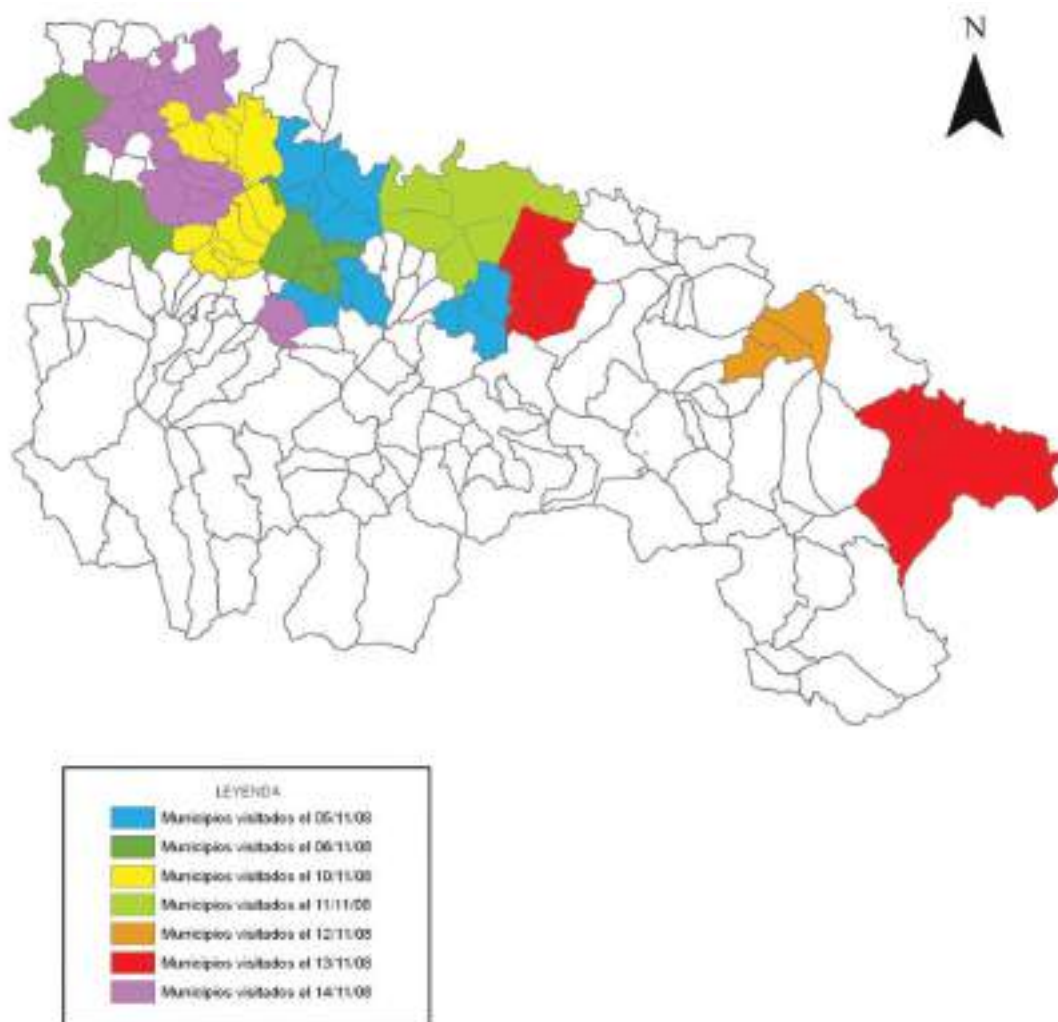 N
LEYENDA
Municipios visitados el 05/11/08
Municipios visitados el 06/11/08
Municipios visitados el 10/11/08
Municipios visitados el 11/11/08
Municipios visitados el 12/11/08
Municipios visitados el 13/11/08
Municipios visitados el 14/11/08